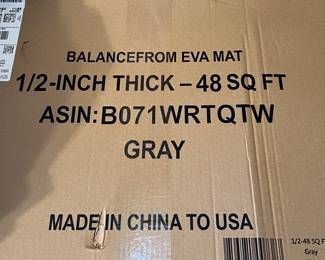 BALANCEFROM EVA MAT
1/2-INCH THICK – 48 SQ FT
ASIN:B071WRTQTW
GRAY
MADE IN CHINA TO USA
1/2-48 SQ F
Gray